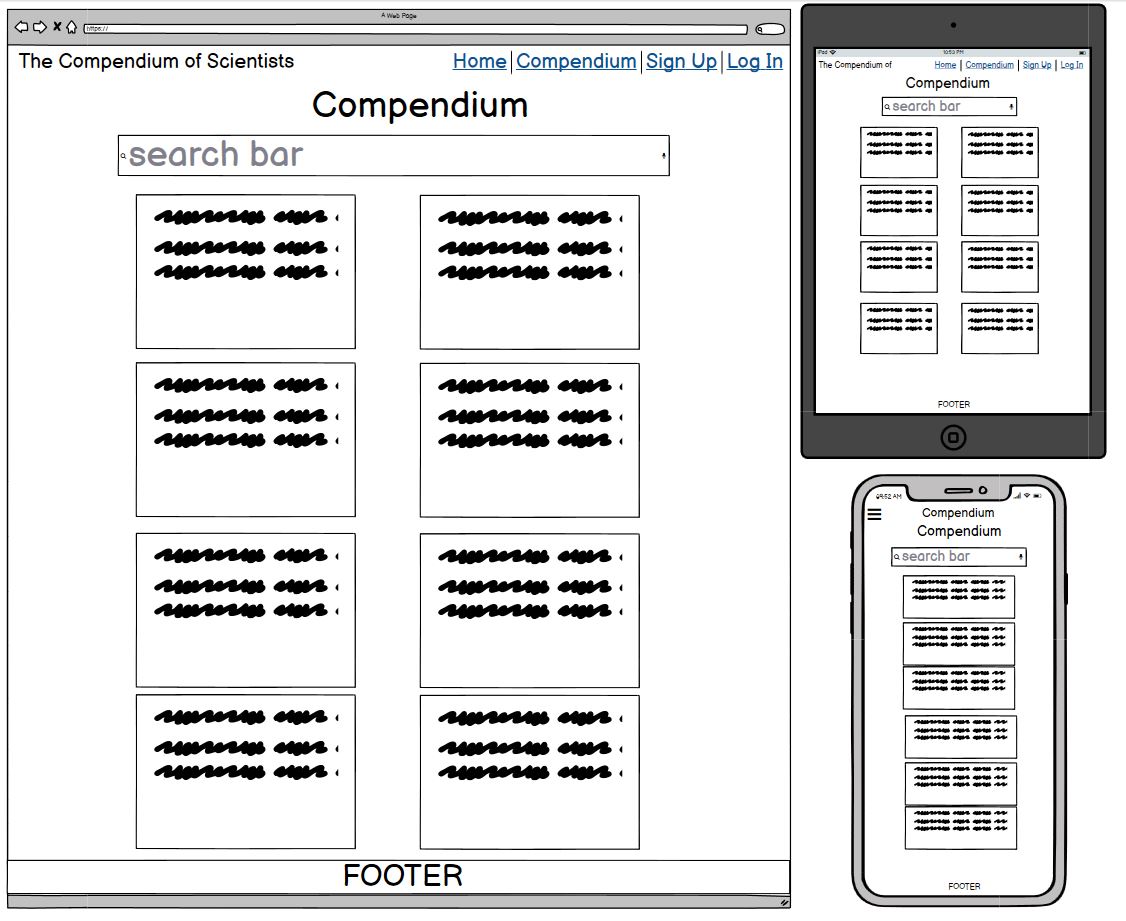 A Web Page
https://
The Compendium of Scientists
Home | Compendium | Sign Up | Log In
Compendium
search bar
FOOTER
iPad
10:53 PM
The Compendium of
Home | Compendium | Sign Up | Log In
Compendium
search bar
FOOTER
09:52 AM
Compendium
Compendium
search bar
FOOTER